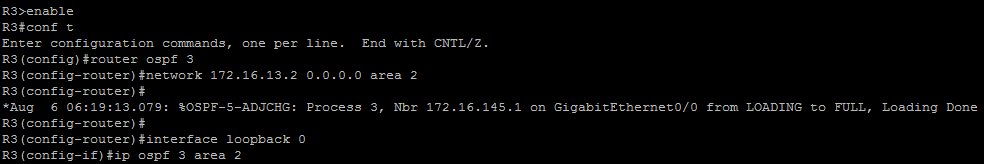 R3>enable
R3#conf t
Enter configuration commands, one per line.  End with CNTL/Z.
R3(config)#router ospf 3
R3(config-router)#network 172.16.13.2 0.0.0.0 area 2
R3(config-router)#
*Aug  6 06:19:13.079: %OSPF-5-ADJCHG: Process 3, Nbr 172.16.145.1 on GigabitEthernet0/0 from LOADING to FULL, Loading Done
R3(config-router)#
R3(config-router)#interface loopback 0
R3(config-if)#ip ospf 3 area 2